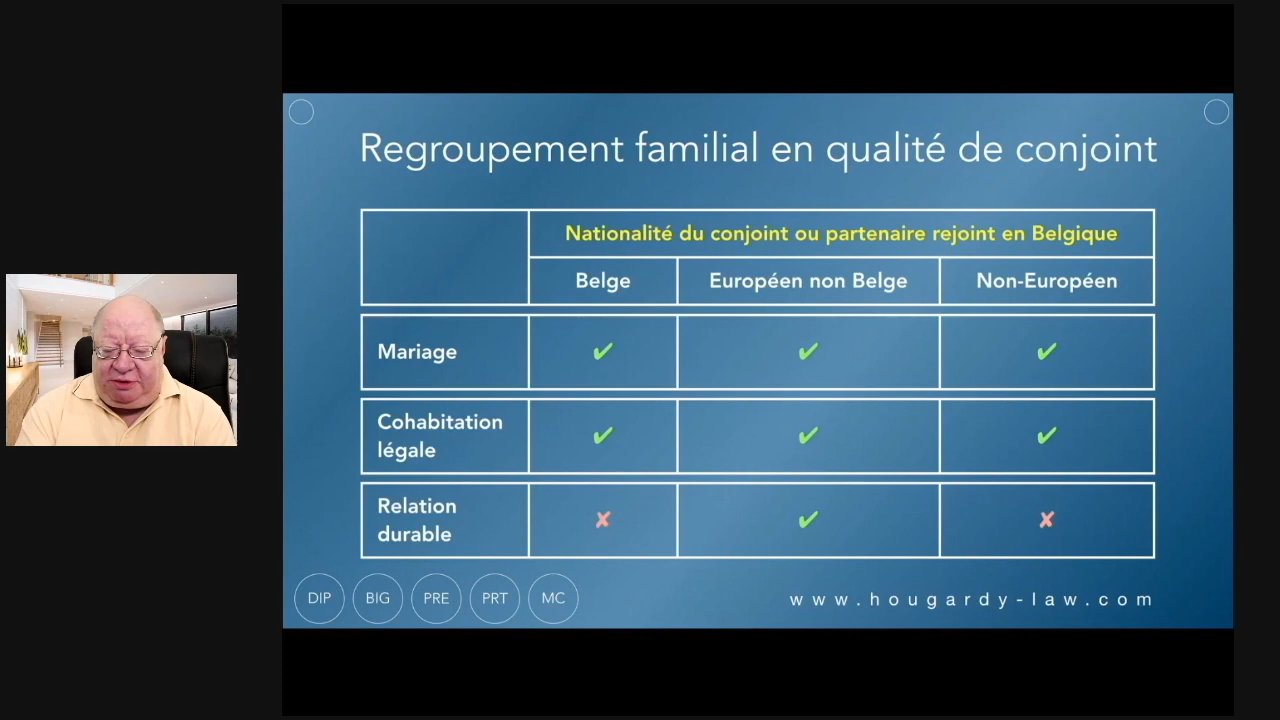 Regroupement familial en qualité de conjoint
Nationalité du conjoint ou partenaire rejoint en Belgique
Belge
Européen non Belge
Non-Européen
Mariage
✔ ✔ ✔
Cohabitation
légale
✔ ✔ ✔
Relation
durable
✘ ✔ ✘
DIP BIG PRE PRT MC
www.hougardy-law.com